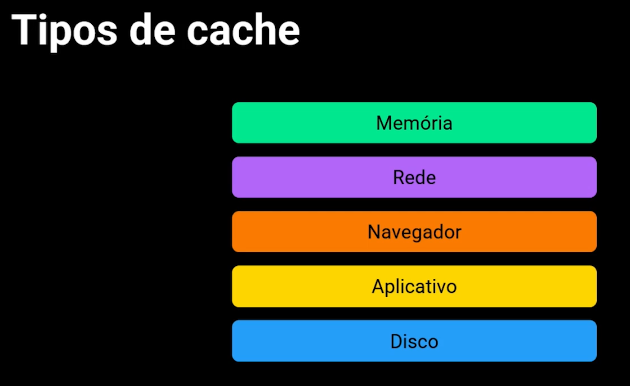 Tipos de cache
Memória
Rede
Navegador
Aplicativo
Disco